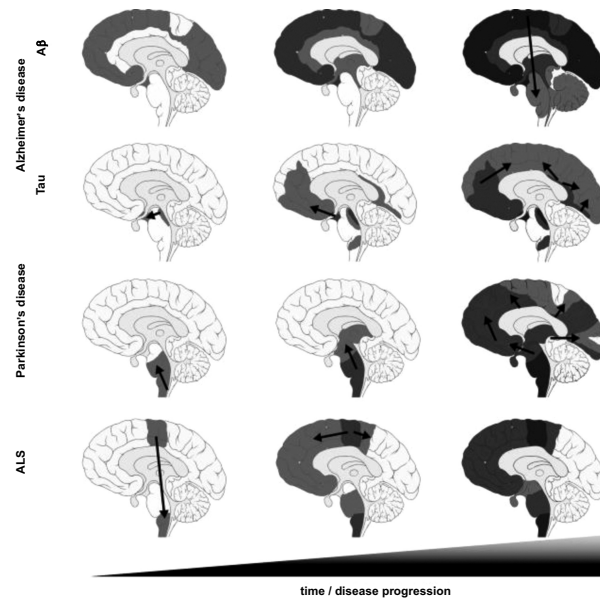 Alzheimer's disease
Aβ
Tau
Parkinson's disease
ALS
time / disease progression